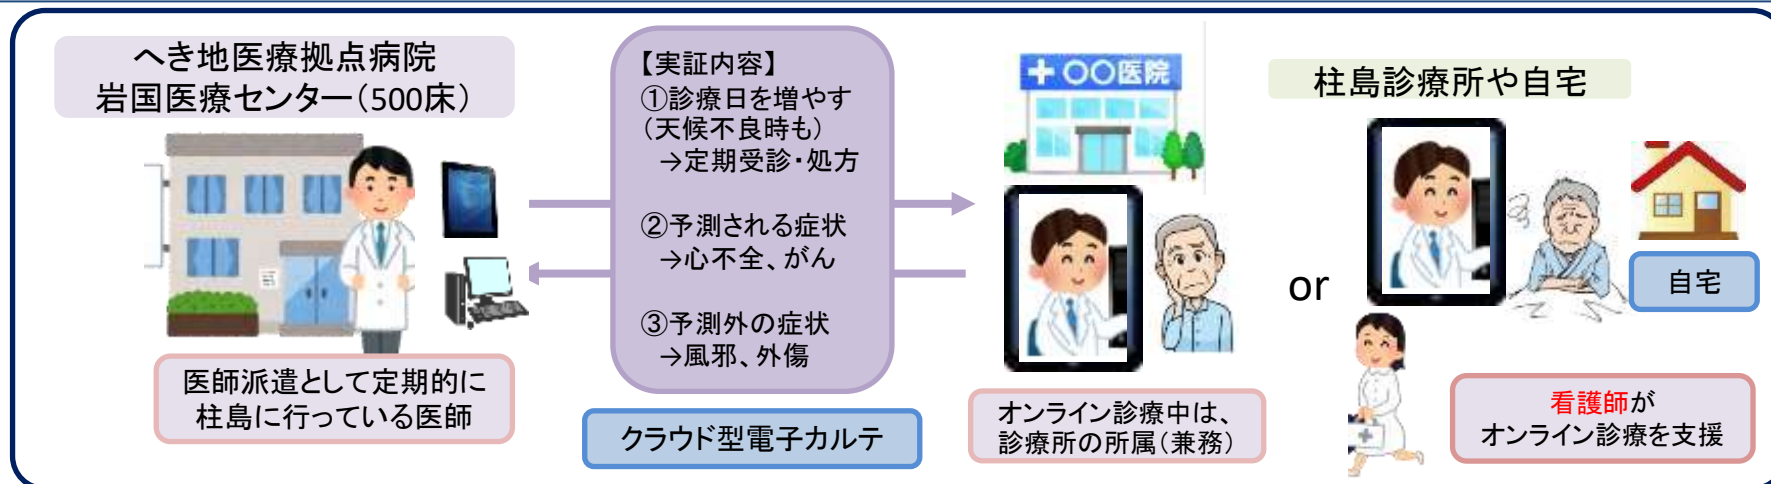 へき地医療拠点病院
岩国医療センター（500床）
医師派遣として定期的に
柱島に行っている医師
【実証内容】
①診療日を増やす
（天候不良時も）
→定期受診・処方
②予測される症状
→心不全、がん
③予測外の症状
→風邪、外傷
クラウド型電子カルテ
〇〇医院
オンライン診療中は、
診療所の所属（兼務）
or
柱島診療所や自宅
自宅
看護師が
オンライン診療を支援